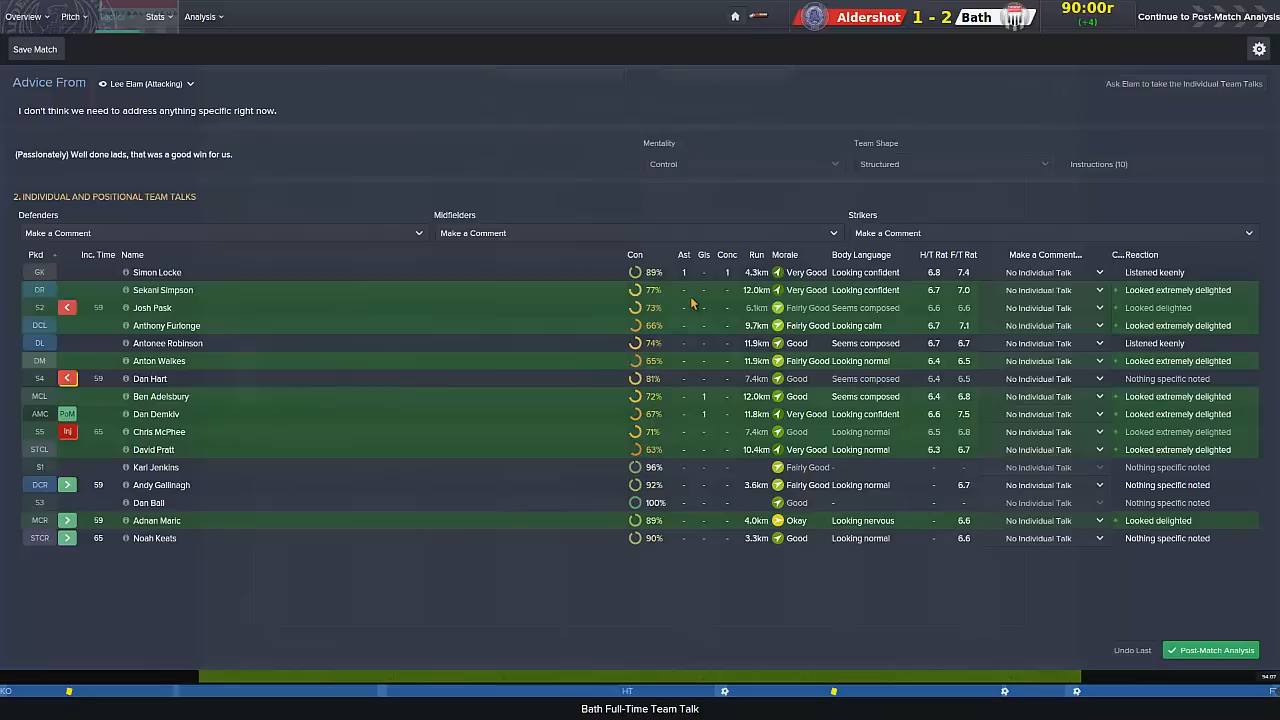 Overview Pitch Tactics Stats Analysis Aldershot 1 - 2 Bath 90:00r (+4) Continue to Post-Match Analysis
Save Match
Advice From Lee Elam (Attacking) Ask Elam to take the Individual Team Talks
I don't think we need to address anything specific right now.
Mentality Team Shape
(Passionately) Well done lads, that was a good win for us.
Control Structured Instructions (10)
2. INDIVIDUAL AND POSITIONAL TEAM TALKS
Defenders Midfielders Strikers
Make a Comment Make a Comment Make a Comment
Pkd Inc. Time Name Con Ast Gls Conc Run Morale Body Language H/T Rat F/T Rat Make a Comment... C... Reaction
GK Simon Locke 89% 1 - 1 4.3km Very Good Looking confident 6.8 7.4 No Individual Talk Listened keenly
DR Sekani Simpson 77% - - - 12.0km Very Good Looking confident 6.7 7.0 No Individual Talk Looked extremely delighted
S2 59 Josh Pask 73% - - - 6.1km Fairly Good Seems composed 6.6 6.6 No Individual Talk Looked delighted
DCL Anthony Furlonge 66% - - - 9.7km Fairly Good Looking calm 6.7 7.1 No Individual Talk Looked extremely delighted
DL Antonee Robinson 74% - - - 11.9km Good Seems composed 6.7 6.7 No Individual Talk Listened keenly
DM Anton Walkes 65% - - - 11.9km Fairly Good Looking normal 6.4 6.5 No Individual Talk Looked extremely delighted
S4 59 Dan Hart 81% - - - 7.4km Good Seems composed 6.4 6.5 No Individual Talk Nothing specific noted
MCL Ben Adelsbury 72% - 1 - 12.0km Good Seems composed 6.4 6.8 No Individual Talk Looked extremely delighted
AMC PoM Dan Demkiv 67% - 1 - 11.8km Very Good Looking confident 6.6 7.5 No Individual Talk Looked extremely delighted
S5 Inj 65 Chris McPhee 71% - - - 7.4km Good Looking normal 6.5 6.8 No Individual Talk Looked extremely delighted
STCL David Pratt 63% - - - 10.4km Very Good Looking normal 6.3 6.7 No Individual Talk Looked extremely delighted
S1 Karl Jenkins 96% Fairly Good - - - No Individual Talk Nothing specific noted
DCR 59 Andy Gallinagh 92% - - - 3.6km Fairly Good Looking normal - 6.7 No Individual Talk Nothing specific noted
S3 Dan Ball 100% Good - - - No Individual Talk Nothing specific noted
MCR 59 Adnan Maric 89% - - - 4.0km Okay Looking nervous - 6.6 No Individual Talk Looked delighted
STCR 65 Noah Keats 90% - - - 3.3km Good Looking normal - 6.6 No Individual Talk Nothing specific noted
Undo Last Post-Match Analysis
94:07
KO HT
Bath Full-Time Team Talk